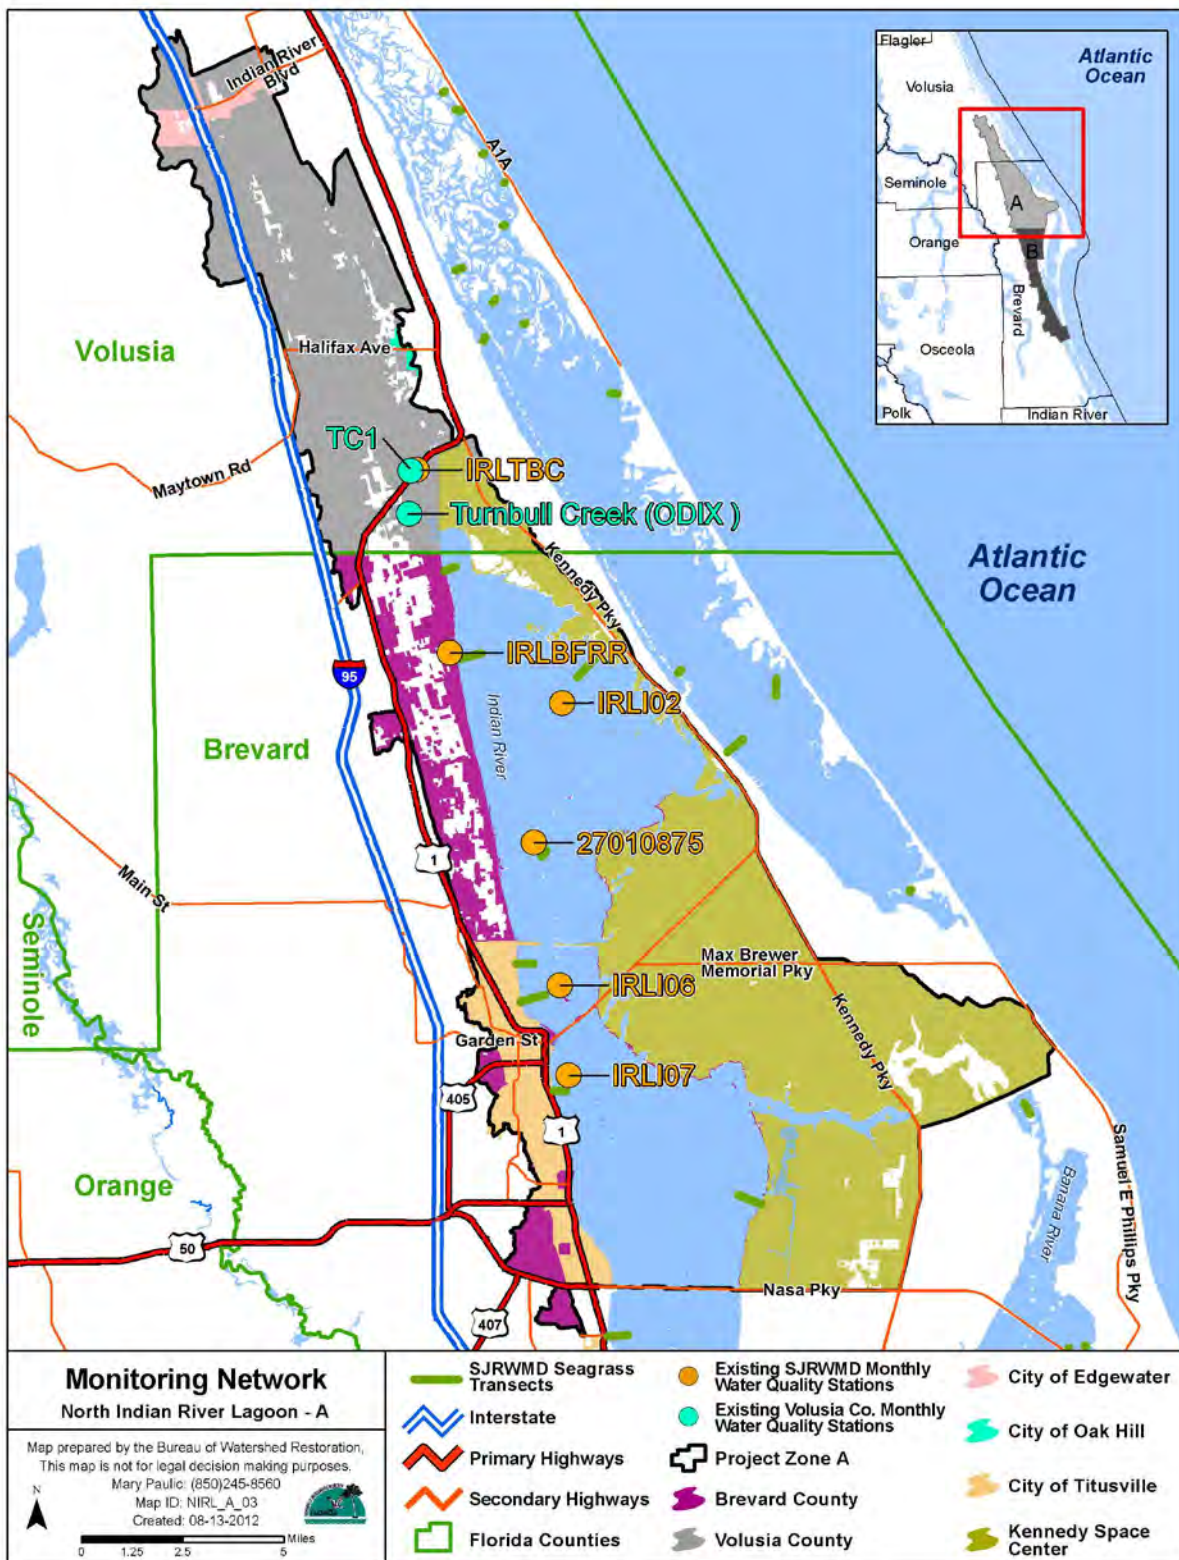 Indian River
Blvd
A1A
Volusia
Halifax Ave
Maytown Rd
TC1
IRLTBC
Turnbull Creek (ODIX )
Kennedy Pky
Atlantic
Ocean
95
IRLBFRR
IRLI02
Indian River
Brevard
27010875
1
Main St
Seminole
Max Brewer
Memorial Pky
IRLI06
Kennedy Pky
Garden St
IRLI07
405
1
Orange
Banana River
Samuel E Phillips Pky
50
Nasa Pky
407
Flagler
Atlantic
Ocean
Volusia
Seminole
A
Orange
B
Brevard
Osceola
Polk
Indian River
Monitoring Network
North Indian River Lagoon - A
Map prepared by the Bureau of Watershed Restoration,
This map is not for legal decision making purposes.
Mary Paulic: (850)245-8560
Map ID: NIRL_A_03
Created: 08-13-2012
N
Miles
0 1.25 2.5 5
SJRWMD Seagrass
Transects
Interstate
Primary Highways
Secondary Highways
Florida Counties
Existing SJRWMD Monthly
Water Quality Stations
Existing Volusia Co. Monthly
Water Quality Stations
Project Zone A
Brevard County
Volusia County
City of Edgewater
City of Oak Hill
City of Titusville
Kennedy Space
Center